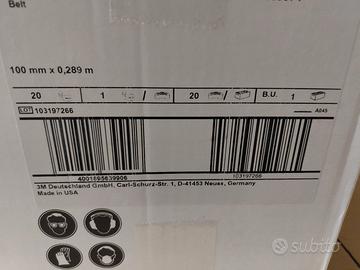 Belt
100 mm x 0,289 m
20 1 20 B.U. 1
LOT 103197266 A045
4001895639906 103197266
3M Deutschland GmbH, Carl-Schurz-Str. 1, D-41453 Neuss, Germany
Made in USA
subito